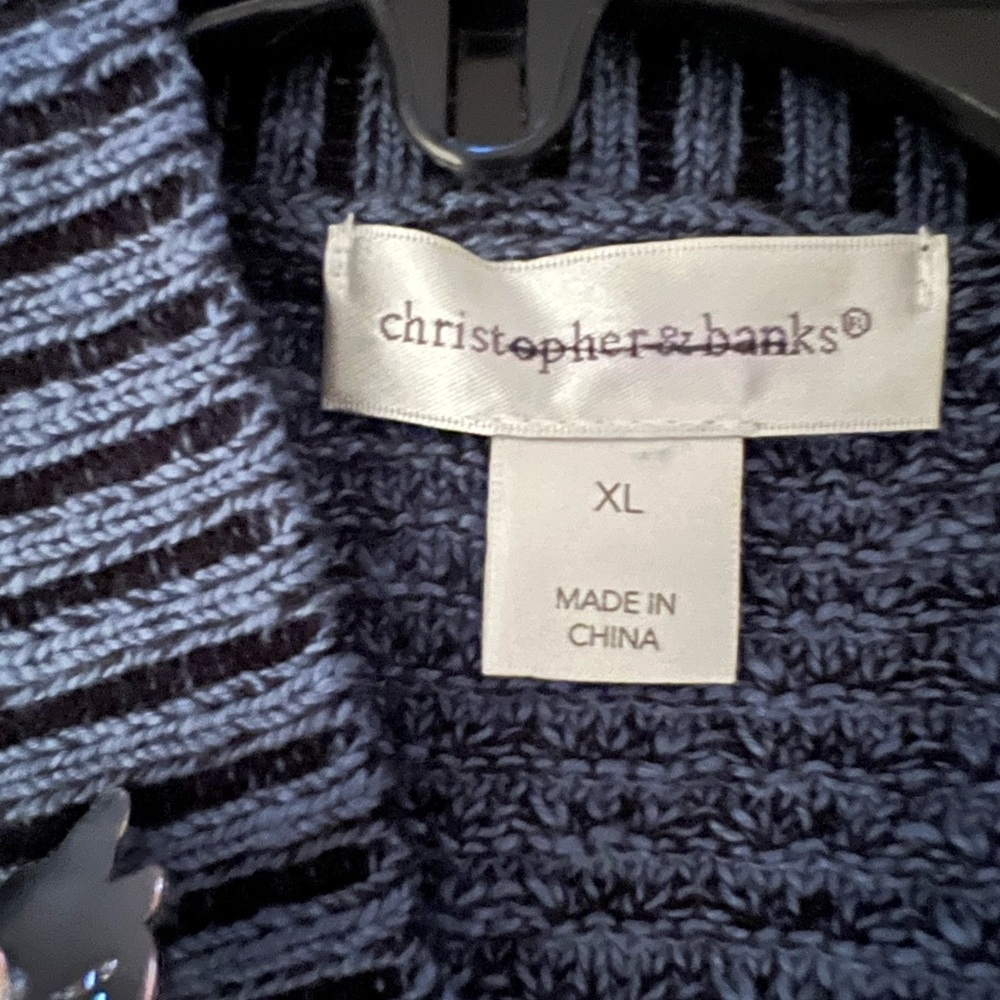 christopher & banks®
XL
MADE IN
CHINA